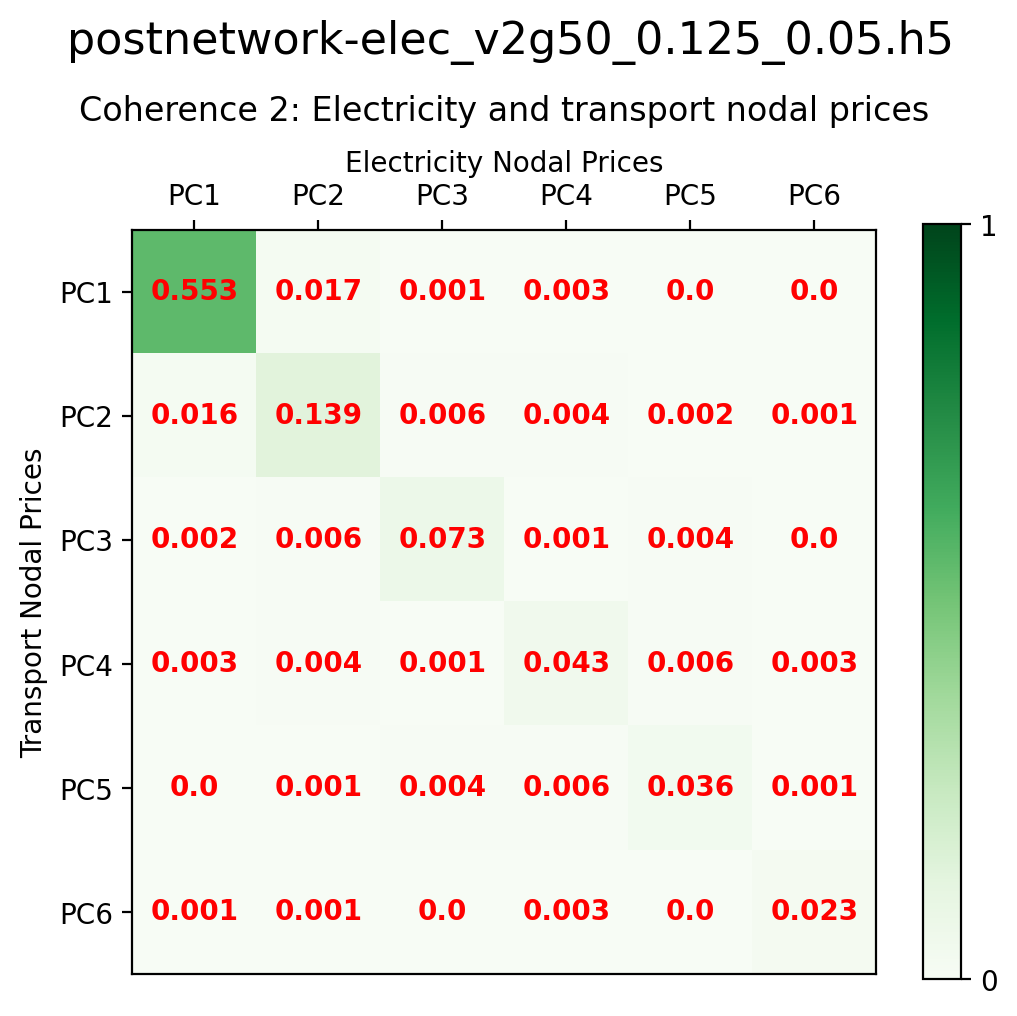 postnetwork-elec_v2g50_0.125_0.05.h5
Coherence 2: Electricity and transport nodal prices
Electricity Nodal Prices
PC1 PC2 PC3 PC4 PC5 PC6
Transport Nodal Prices
PC1 0.553 0.017 0.001 0.003 0.0 0.0
PC2 0.016 0.139 0.006 0.004 0.002 0.001
PC3 0.002 0.006 0.073 0.001 0.004 0.0
PC4 0.003 0.004 0.001 0.043 0.006 0.003
PC5 0.0 0.001 0.004 0.006 0.036 0.001
PC6 0.001 0.001 0.0 0.003 0.0 0.023
1
0